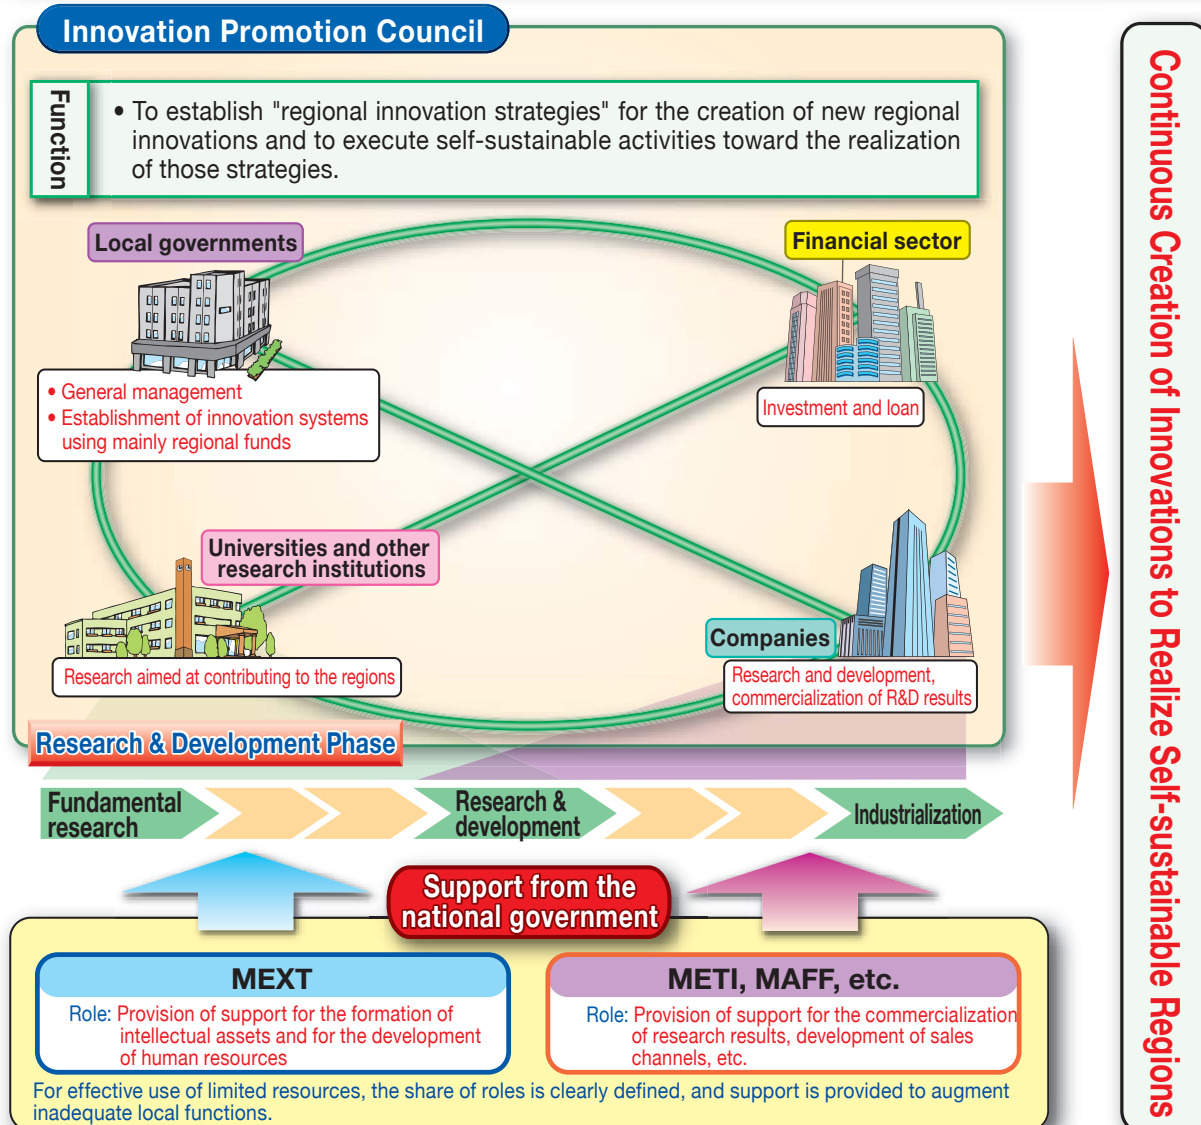 Innovation Promotion Council
Function
• To establish "regional innovation strategies" for the creation of new regional
innovations and to execute self-sustainable activities toward the realization
of those strategies.
Local governments
Financial sector
• General management
• Establishment of innovation systems
using mainly regional funds
Investment and loan
Universities and other
research institutions
Companies
Research aimed at contributing to the regions
Research and development,
commercialization of R&D results
Research & Development Phase
Fundamental
research
Research &
development
Industrialization
Support from the
national government
MEXT
Role: Provision of support for the formation of
intellectual assets and for the development
of human resources
METI, MAFF, etc.
Role: Provision of support for the commercialization
of research results, development of sales
channels, etc.
For effective use of limited resources, the share of roles is clearly defined, and support is provided to augment
inadequate local functions.
Continuous Creation of Innovations to Realize Self-sustainable Regions